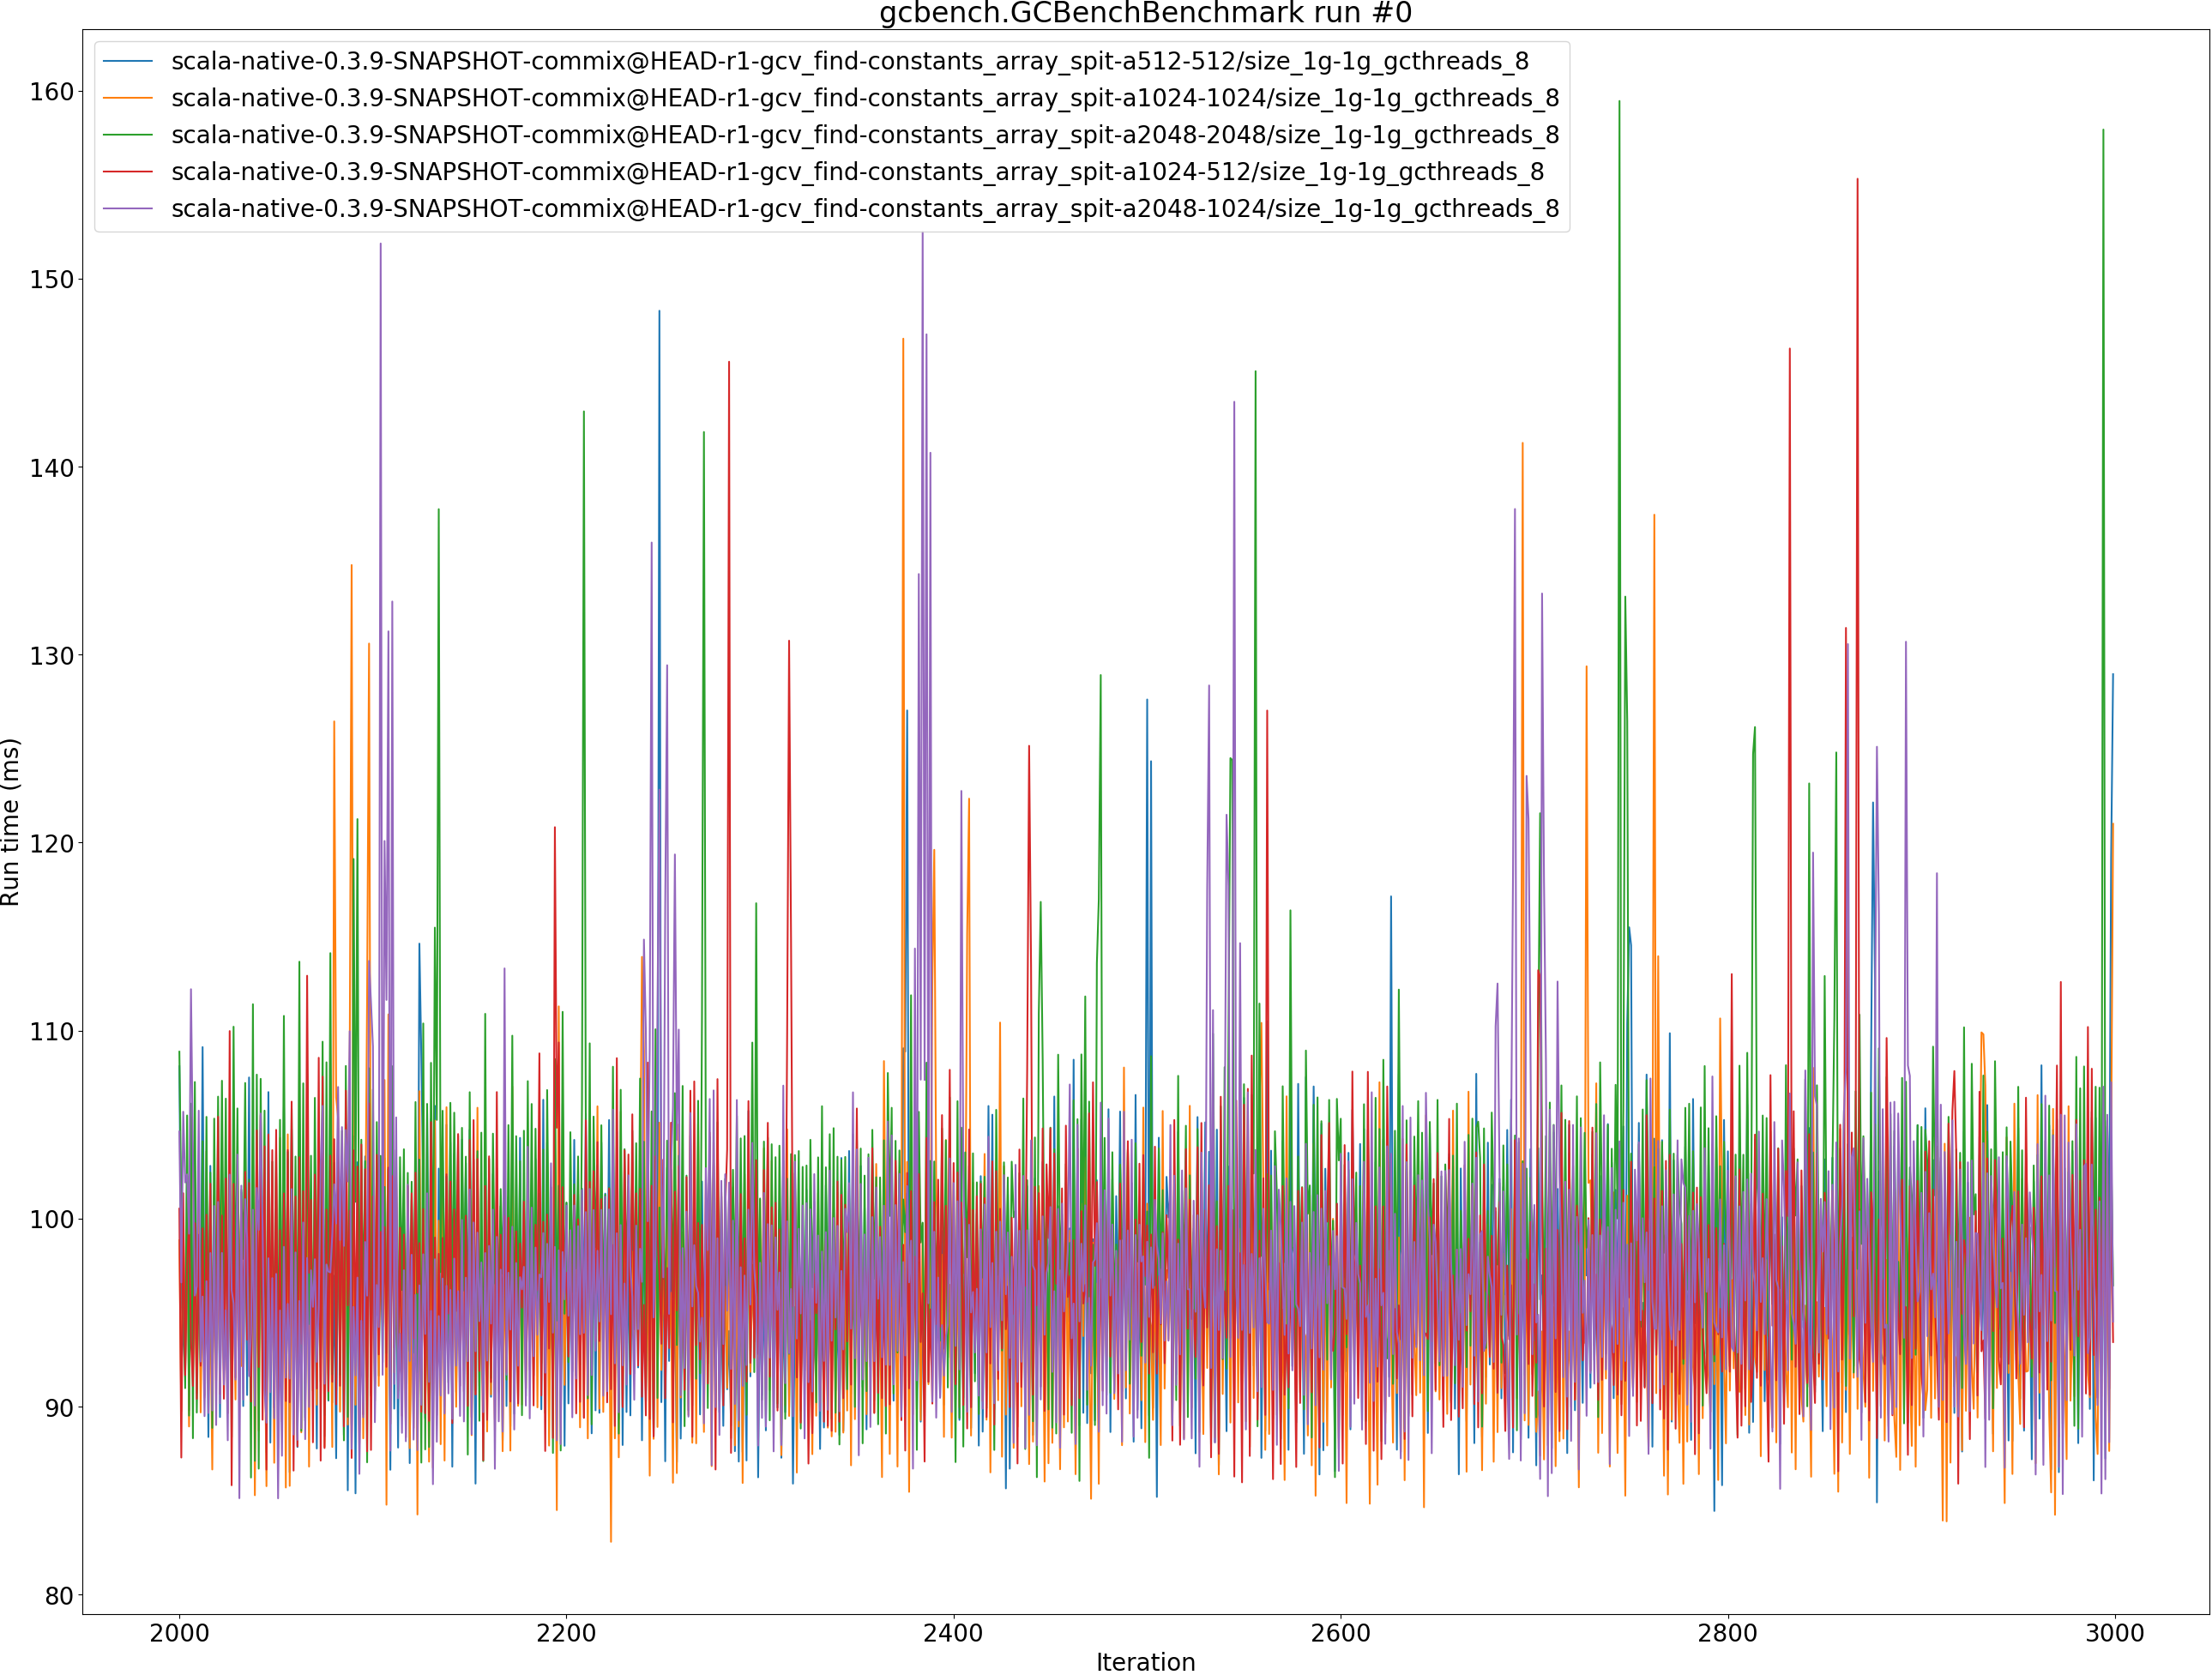 gcbench.GCBenchBenchmark run #0
scala-native-0.3.9-SNAPSHOT-commix@HEAD-r1-gcv_find-constants_array_spit-a512-512/size_1g-1g_gcthreads_8
scala-native-0.3.9-SNAPSHOT-commix@HEAD-r1-gcv_find-constants_array_spit-a1024-1024/size_1g-1g_gcthreads_8
scala-native-0.3.9-SNAPSHOT-commix@HEAD-r1-gcv_find-constants_array_spit-a2048-2048/size_1g-1g_gcthreads_8
scala-native-0.3.9-SNAPSHOT-commix@HEAD-r1-gcv_find-constants_array_spit-a1024-512/size_1g-1g_gcthreads_8
scala-native-0.3.9-SNAPSHOT-commix@HEAD-r1-gcv_find-constants_array_spit-a2048-1024/size_1g-1g_gcthreads_8
160
150
140
130
120
110
100
90
80
Run time (ms)
2000 2200 2400 2600 2800 3000
Iteration